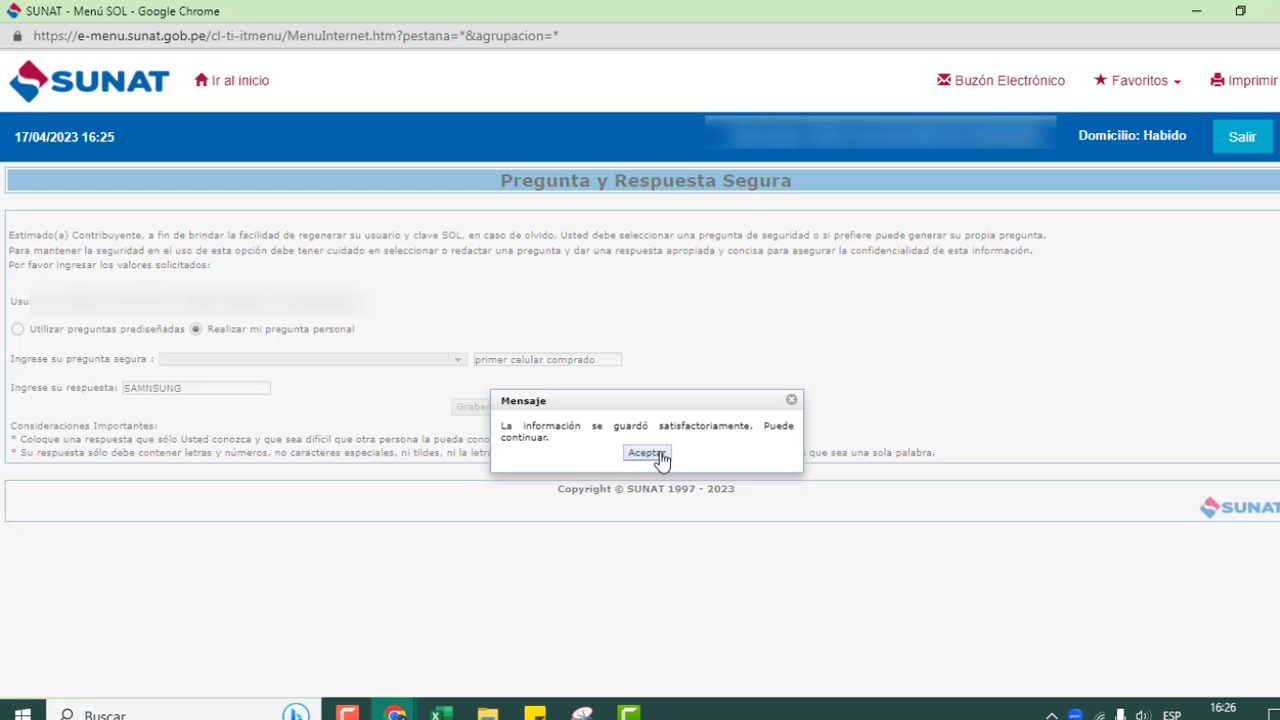 SUNAT - Menú SOL - Google Chrome
https://e-menu.sunat.gob.pe/cl-ti-itmenu/MenuInternet.htm?pestana=*&agrupacion=*
SUNAT Ir al inicio Buzón Electrónico Favoritos Imprimir
17/04/2023 16:25 Domicilio: Habido Salir
Pregunta y Respuesta Segura
Estimado(a) Contribuyente, a fin de brindar la facilidad de regenerar su usuario y clave SOL, en caso de olvido, Usted debe seleccionar una pregunta de seguridad o si prefiere puede generar su propia pregunta.
Para mantener la seguridad en el uso de esta opción debe tener cuidado en seleccionar o redactar una pregunta y dar una respuesta apropiada y concisa para asegurar la confidencialidad de esta información.
Por favor ingresar los valores solicitados:
Usu
Utilizar preguntas prediseñadas Realizar mi pregunta personal
Ingrese su pregunta segura : primer celular comprado
Ingrese su respuesta: SAMNSUNG
Grabar
Mensaje
La información se guardó satisfactoriamente. Puede
continuar.
Aceptar
Consideraciones Importantes:
* Coloque una respuesta que sólo Usted conozca y que sea difícil que otra persona la pueda
* Su respuesta sólo debe contener letras y números, no caracteres especiales, ni tildes, ni la que sea una sola palabra.
Copyright © SUNAT 1997 - 2023
SUNAT
Buscar ESP 16:26